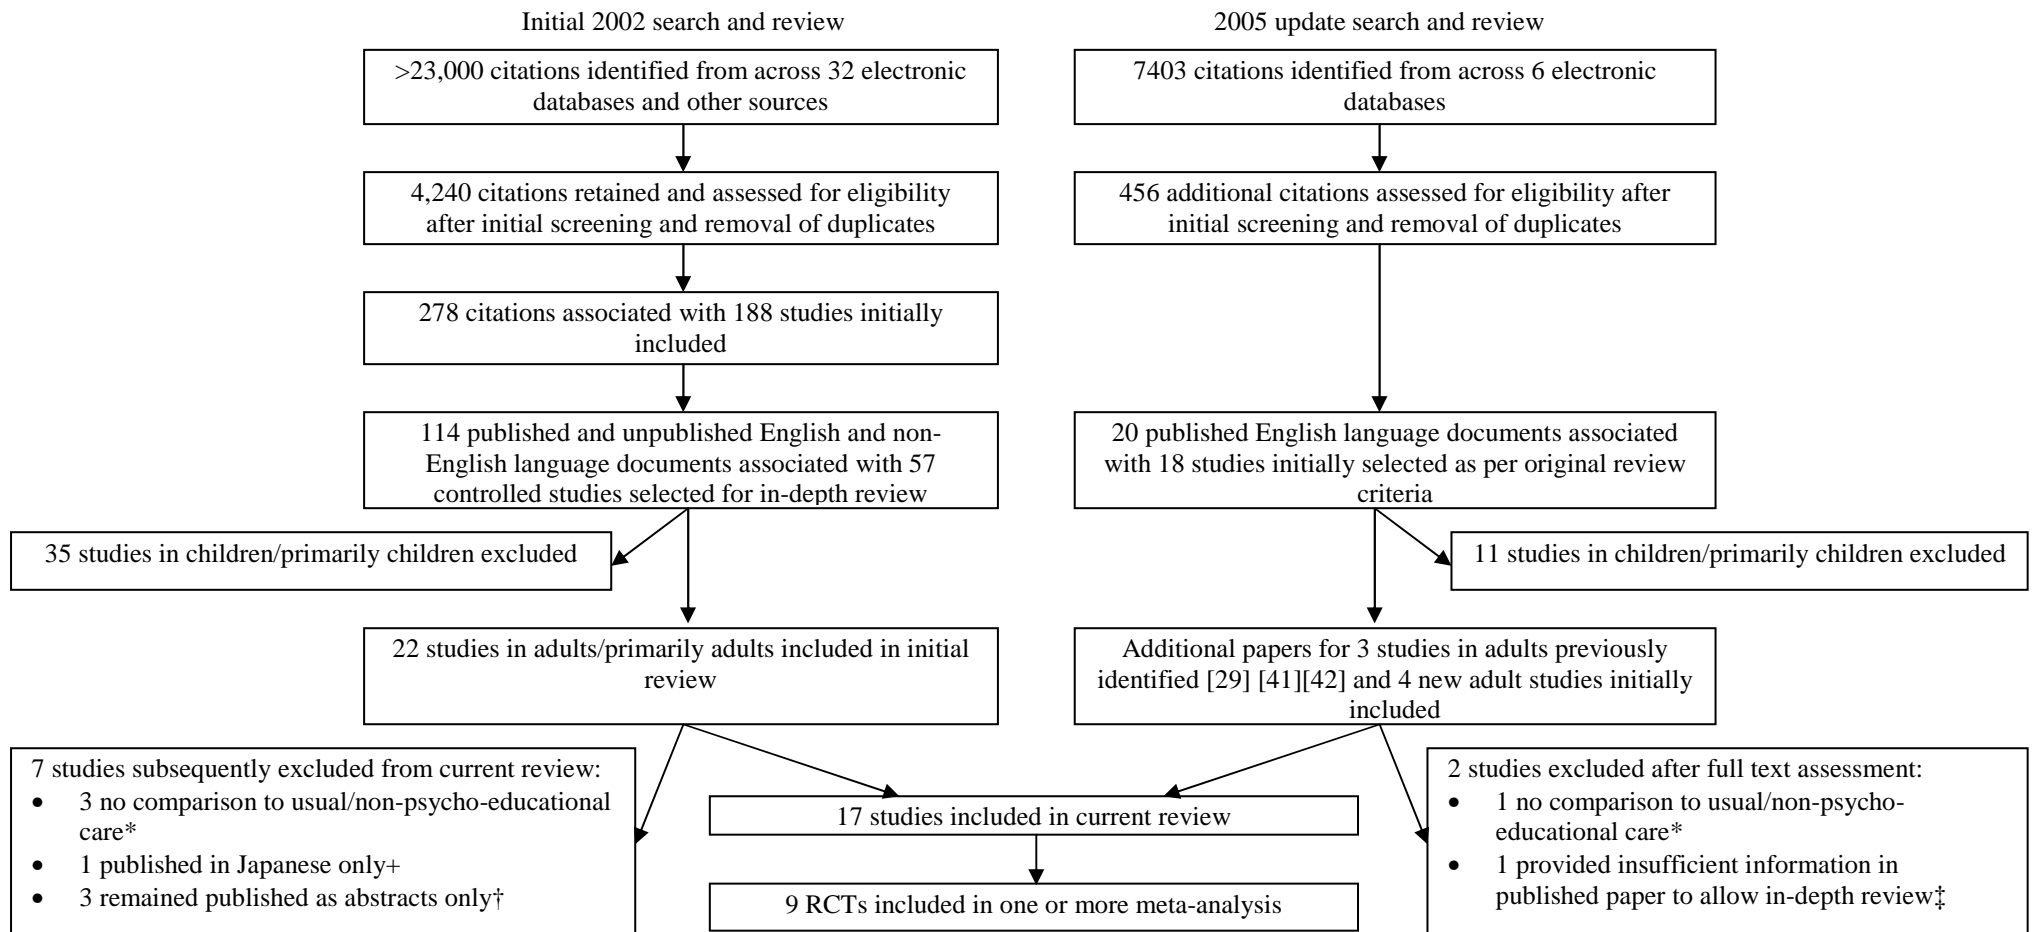 Initial 2002 search and review
2005 update search and review
>23,000 citations identified from across 32 electronic
databases and other sources
7403 citations identified from across 6 electronic
databases
4,240 citations retained and assessed for eligibility
after initial screening and removal of duplicates
456 additional citations assessed for eligibility after
initial screening and removal of duplicates
278 citations associated with 188 studies initially
included
114 published and unpublished English and non-
English language documents associated with 57
controlled studies selected for in-depth review
20 published English language documents associated
with 18 studies initially selected as per original review
criteria
35 studies in children/primarily children excluded
11 studies in children/primarily children excluded
22 studies in adults/primarily adults included in initial
review
Additional papers for 3 studies in adults previously
identified [29] [41][42] and 4 new adult studies initially
included
7 studies subsequently excluded from current review:
• 3 no comparison to usual/non-psycho-educational
care*
• 1 published in Japanese only+
• 3 remained published as abstracts only†
17 studies included in current review
9 RCTs included in one or more meta-analysis
2 studies excluded after full text assessment:
• 1 no comparison to usual/non-psycho-
educational care*
• 1 provided insufficient information in
published paper to allow in-depth review‡